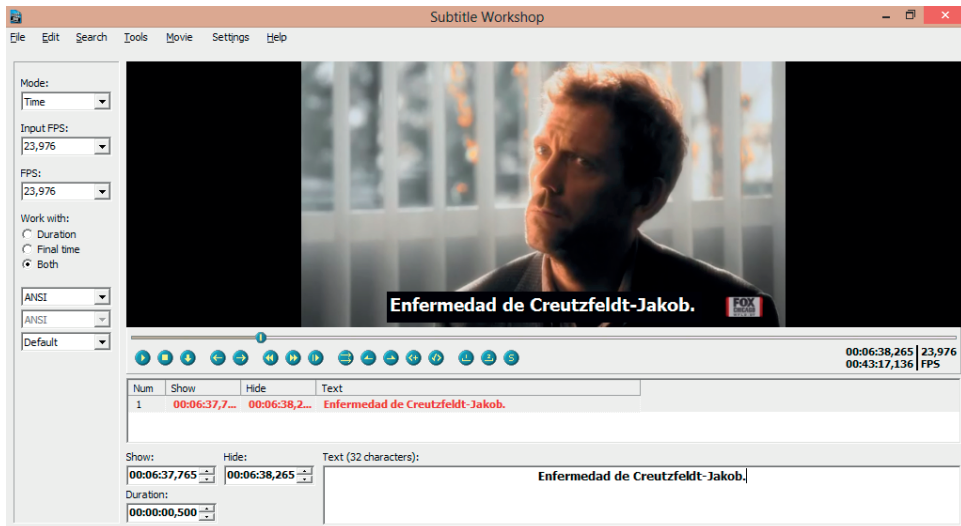 Subtitle Workshop
File Edit Search Tools Movie Settings Help
Mode:
Time
Input FPS:
23,976
FPS:
23,976
Work with:
Duration
Final time
Both
ANSI
ANSI
Default
Enfermedad de Creutzfeldt-Jakob.
FOX
00:06:38,265 23,976
00:43:17,136 FPS
Num Show Hide Text
1 00:06:37,7... 00:06:38,2... Enfermedad de Creutzfeldt-Jakob.
Show: Hide: Text (32 characters):
00:06:37,765 00:06:38,265 Enfermedad de Creutzfeldt-Jakob.
Duration:
00:00:00,500